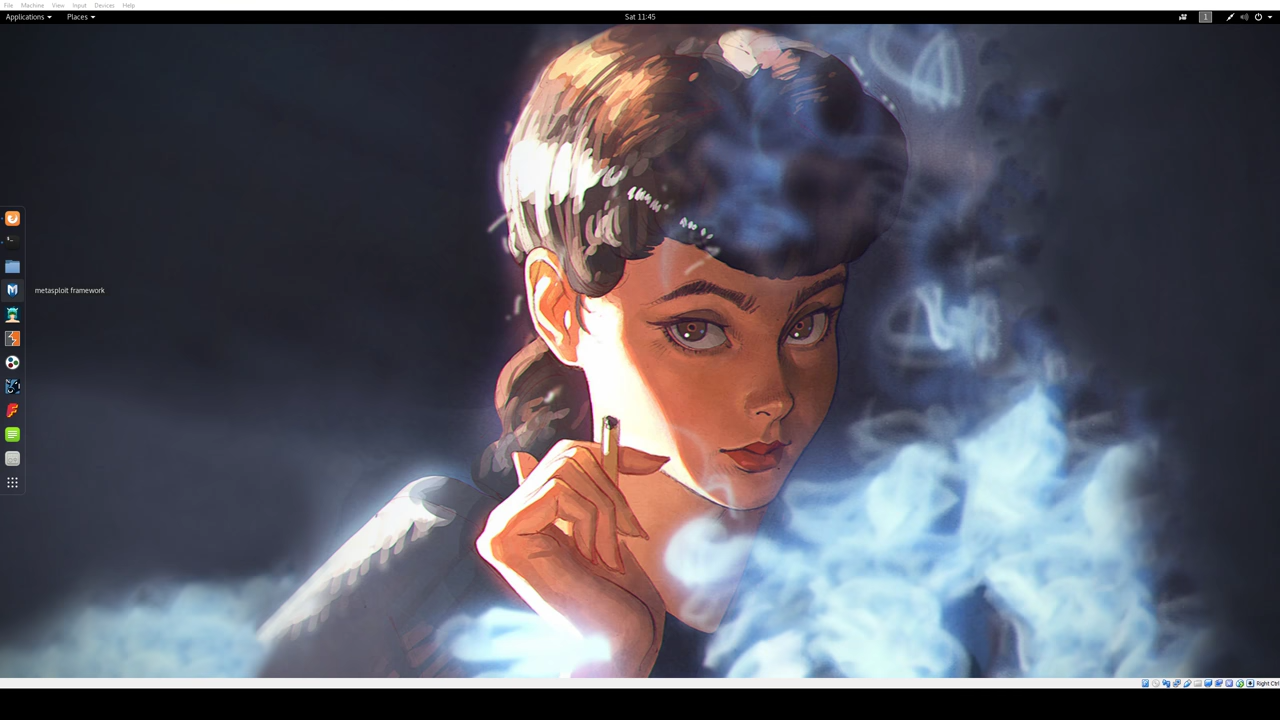 File Machine View Input Devices Help
Applications Places Sat 11:45 1
metasploit framework
Right Ctrl